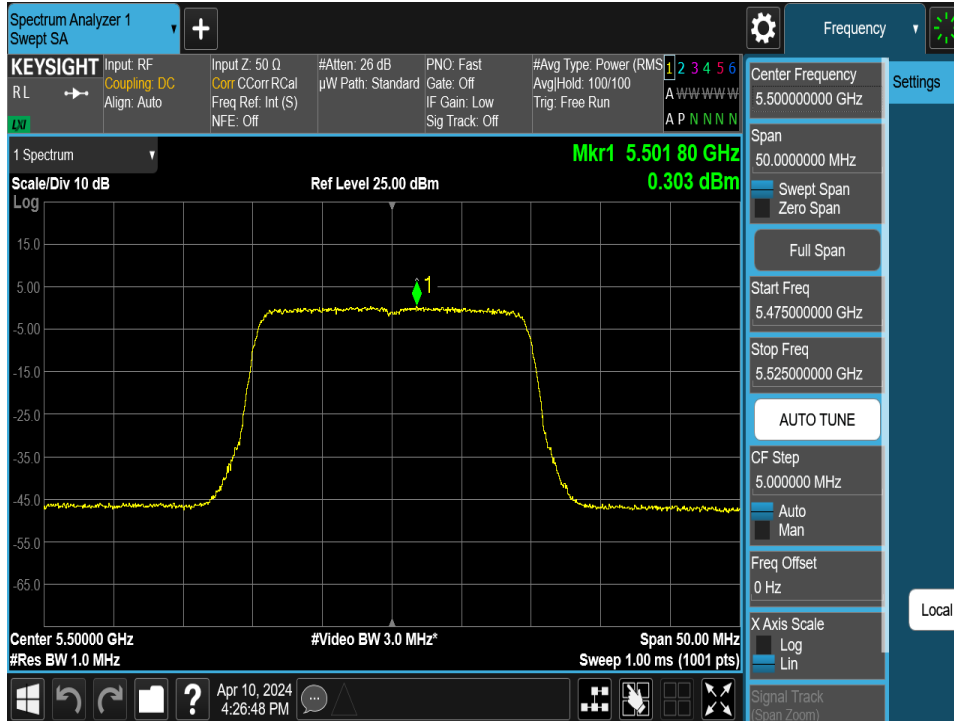 Spectrum Analyzer 1
Swept SA
+
Frequency
KEYSIGHT
RL
LXI
Input: RF
Coupling: DC
Align: Auto
Input Z: 50 Ω
Corr CCorr RCal
Freq Ref: Int (S)
NFE: Off
#Atten: 26 dB
µW Path: Standard
PNO: Fast
Gate: Off
IF Gain: Low
Sig Track: Off
#Avg Type: Power (RMS
Avg|Hold: 100/100
Trig: Free Run
1 2 3 4 5 6
A W W W W W
A P N N N N
1 Spectrum
Mkr1 5.501 80 GHz
Scale/Div 10 dB
Ref Level 25.00 dBm
0.303 dBm
Log
15.0
5.00
-5.00
-15.0
-25.0
-35.0
-45.0
-55.0
-65.0
1
Center 5.50000 GHz
#Video BW 3.0 MHz*
Span 50.00 MHz
#Res BW 1.0 MHz
Sweep 1.00 ms (1001 pts)
Center Frequency
5.500000000 GHz
Span
50.0000000 MHz
Swept Span
Zero Span
Full Span
Start Freq
5.475000000 GHz
Stop Freq
5.525000000 GHz
AUTO TUNE
CF Step
5.000000 MHz
Auto
Man
Freq Offset
0 Hz
X Axis Scale
Log
Lin
Signal Track
(Span Zoom)
Settings
Local
?
Apr 10, 2024
4:26:48 PM